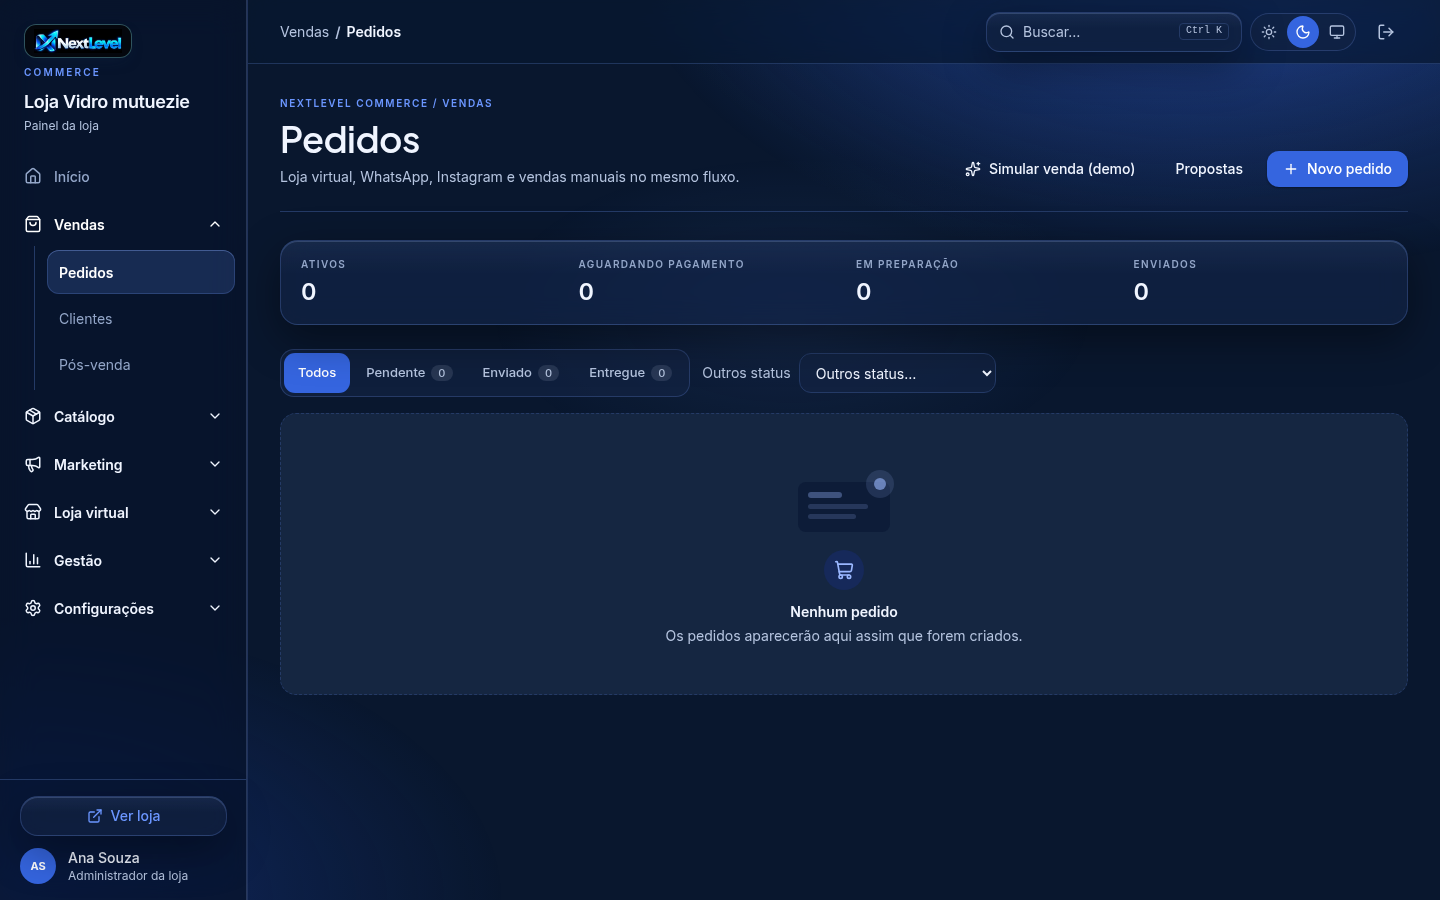 NextLevel
COMMERCE
Loja Vidro mutuezie
Painel da loja
Início
Vendas
Pedidos
Clientes
Pós-venda
Catálogo
Marketing
Loja virtual
Gestão
Configurações
Ver loja
AS
Ana Souza
Administrador da loja
Vendas / Pedidos
Buscar...
Ctrl K
NEXTLEVEL COMMERCE / VENDAS
Pedidos
Loja virtual, WhatsApp, Instagram e vendas manuais no mesmo fluxo.
Simular venda (demo)
Propostas
Novo pedido
ATIVOS
0
AGUARDANDO PAGAMENTO
0
EM PREPARAÇÃO
0
ENVIADOS
0
Todos
Pendente 0
Enviado 0
Entregue 0
Outros status
Outros status...
Nenhum pedido
Os pedidos aparecerão aqui assim que forem criados.